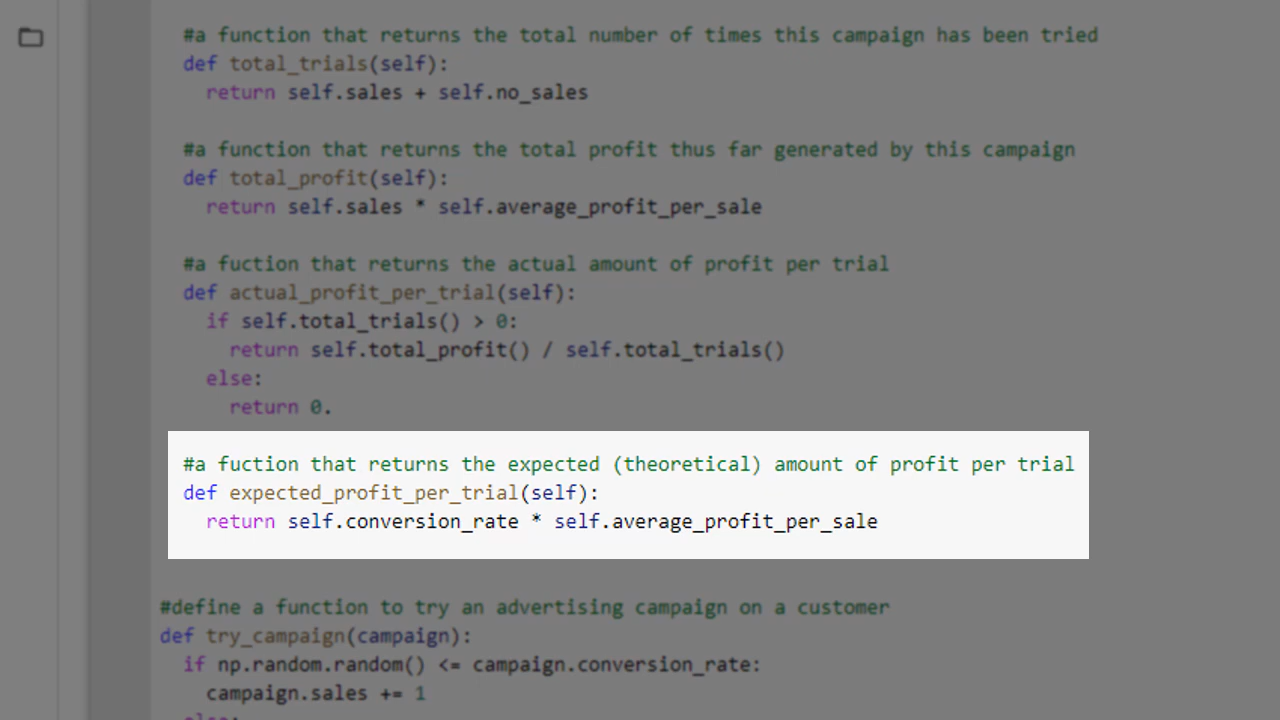 #a function that returns the total number of times this campaign has been tried
def total_trials(self):
return self.sales + self.no_sales
#a function that returns the total profit thus far generated by this campaign
def total_profit(self):
return self.sales * self.average_profit_per_sale
#a fuction that returns the actual amount of profit per trial
def actual_profit_per_trial(self):
if self.total_trials() > 0:
return self.total_profit() / self.total_trials()
else:
return 0.
#a fuction that returns the expected (theoretical) amount of profit per trial
def expected_profit_per_trial(self):
return self.conversion_rate * self.average_profit_per_sale
#define a function to try an advertising campaign on a customer
def try_campaign(campaign):
if np.random.random() <= campaign.conversion_rate:
campaign.sales += 1
else: